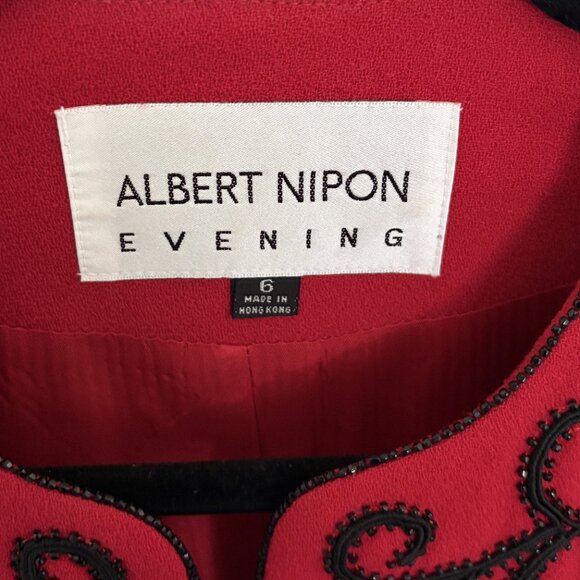 ALBERT NIPON
EVENING
6
MADE IN
HONG KONG